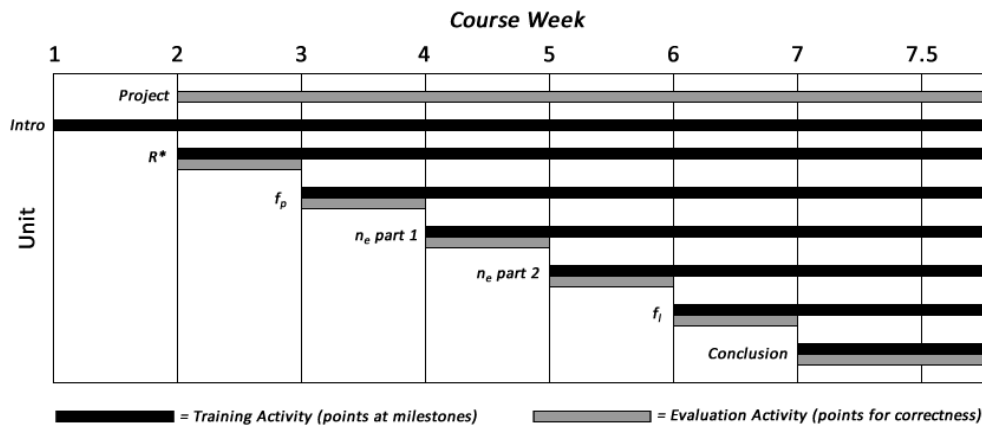 Course Week
1 2 3 4 5 6 7 7.5
Project
Intro
R*
fp
ne part 1
ne part 2
fl
Conclusion
Unit
= Training Activity (points at milestones) = Evaluation Activity (points for correctness)